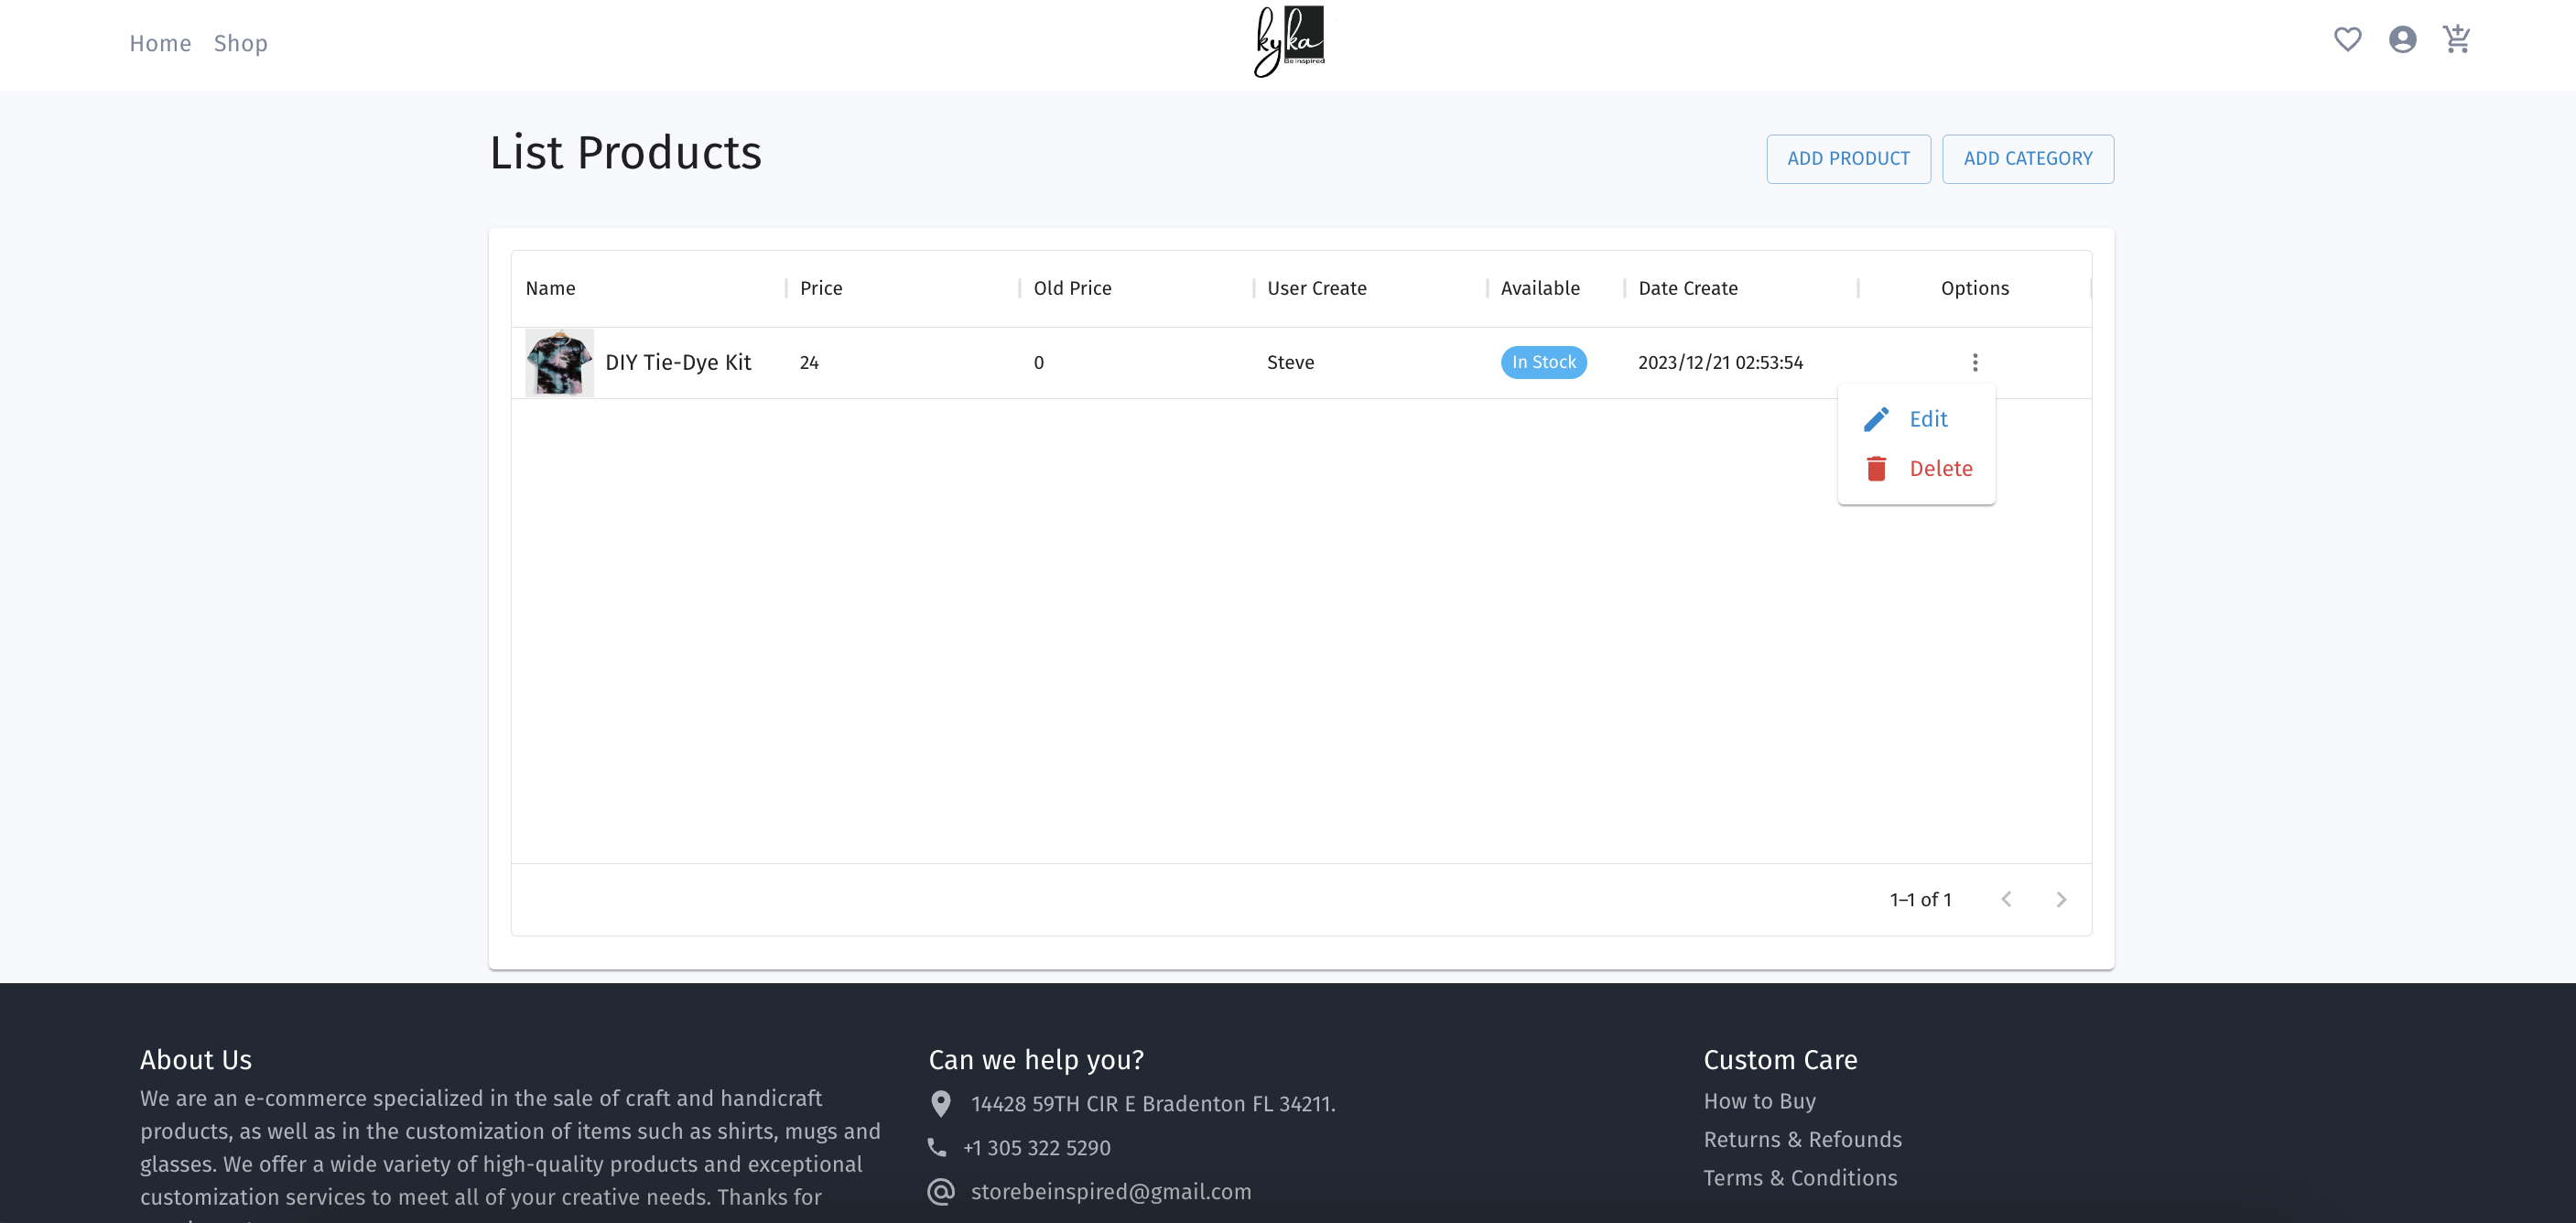 Home Shop
kyka
Be inspired
List Products
ADD PRODUCT ADD CATEGORY
Name Price Old Price User Create Available Date Create Options
DIY Tie-Dye Kit 24 0 Steve In Stock 2023/12/21 02:53:54
Edit
Delete
1–1 of 1
About Us
We are an e-commerce specialized in the sale of craft and handicraft
products, as well as in the customization of items such as shirts, mugs and
glasses. We offer a wide variety of high-quality products and exceptional
customization services to meet all of your creative needs. Thanks for
Can we help you?
14428 59TH CIR E Bradenton FL 34211.
+1 305 322 5290
storebeinspired@gmail.com
Custom Care
How to Buy
Returns & Refounds
Terms & Conditions